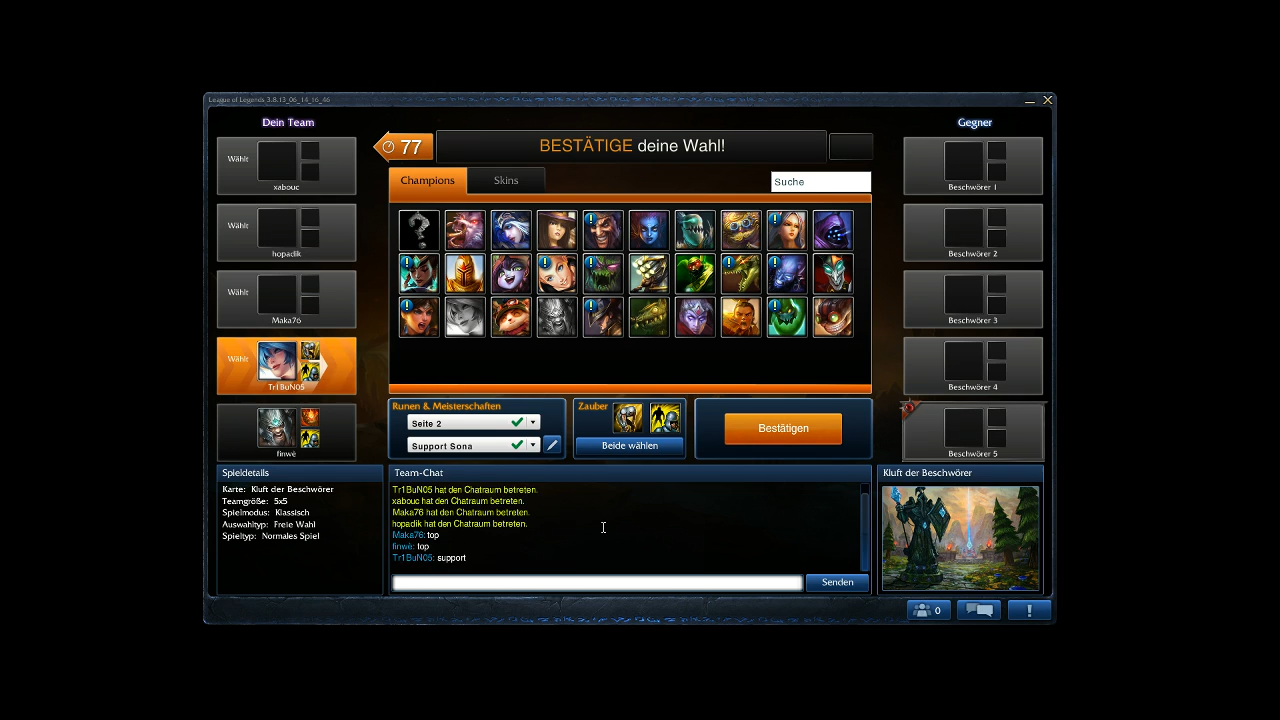 League of Legends 3.8.13_06_14_16_46
Dein Team
77
BESTÄTIGE deine Wahl!
Gegner
Champions
Skins
Suche
Wählt
xabouc
Wählt
hopadik
Wählt
Maka76
Wählt
Tr1BuN05
finwè
Beschwörer 1
Beschwörer 2
Beschwörer 3
Beschwörer 4
Beschwörer 5
Runen & Meisterschaften
Seite 2
Support Sona
Zauber
Beide wählen
Bestätigen
Spieldetails
Karte: Kluft der Beschwörer
Teamgröße: 5x5
Spielmodus: Klassisch
Auswahltyp: Freie Wahl
Spieltyp: Normales Spiel
Team-Chat
Tr1BuN05 hat den Chatraum betreten.
xabouc hat den Chatraum betreten.
Maka76 hat den Chatraum betreten.
hopadik hat den Chatraum betreten.
Maka76: top
finwè: top
Tr1BuN05: support
Senden
Kluft der Beschwörer
0